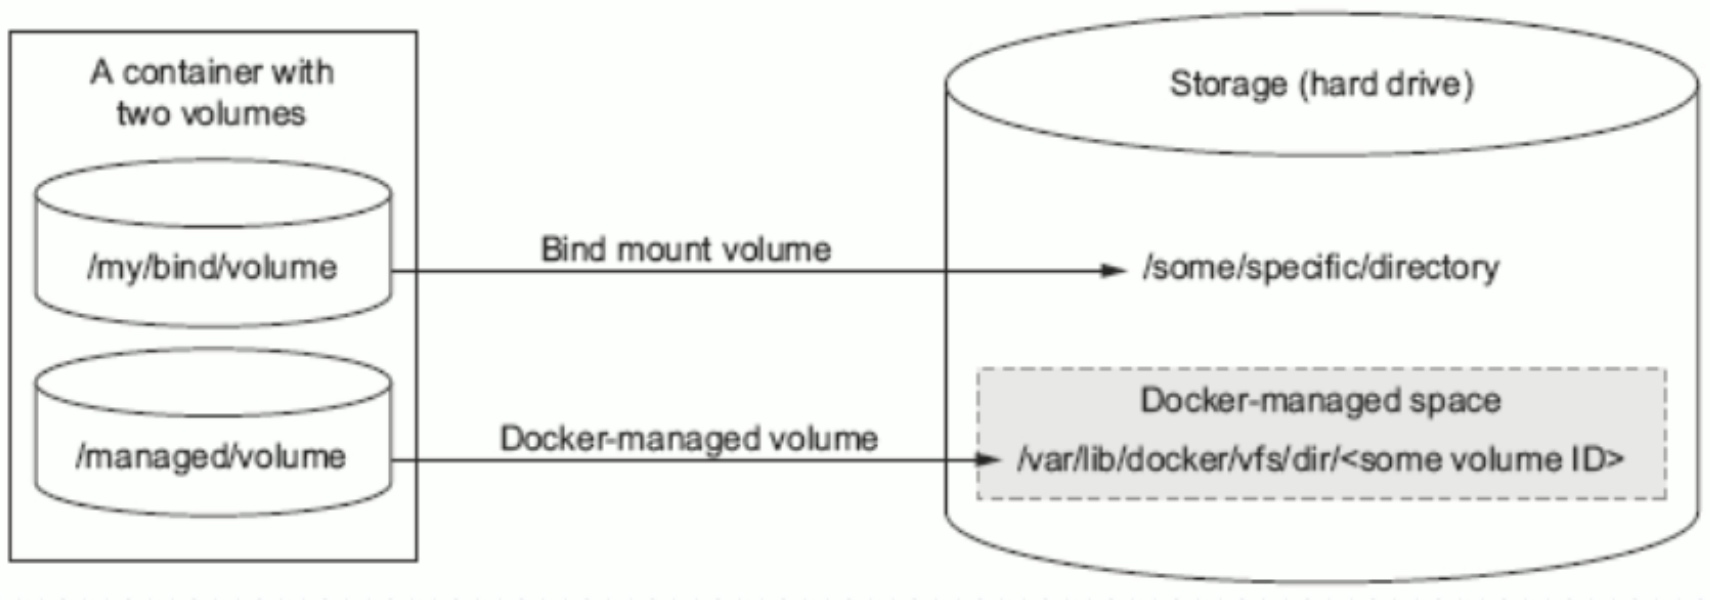 A container with
two volumes
/my/bind/volume
/managed/volume
Bind mount volume
Docker-managed volume
Storage (hard drive)
/some/specific/directory
Docker-managed space
/var/lib/docker/vfs/dir/<some volume ID>